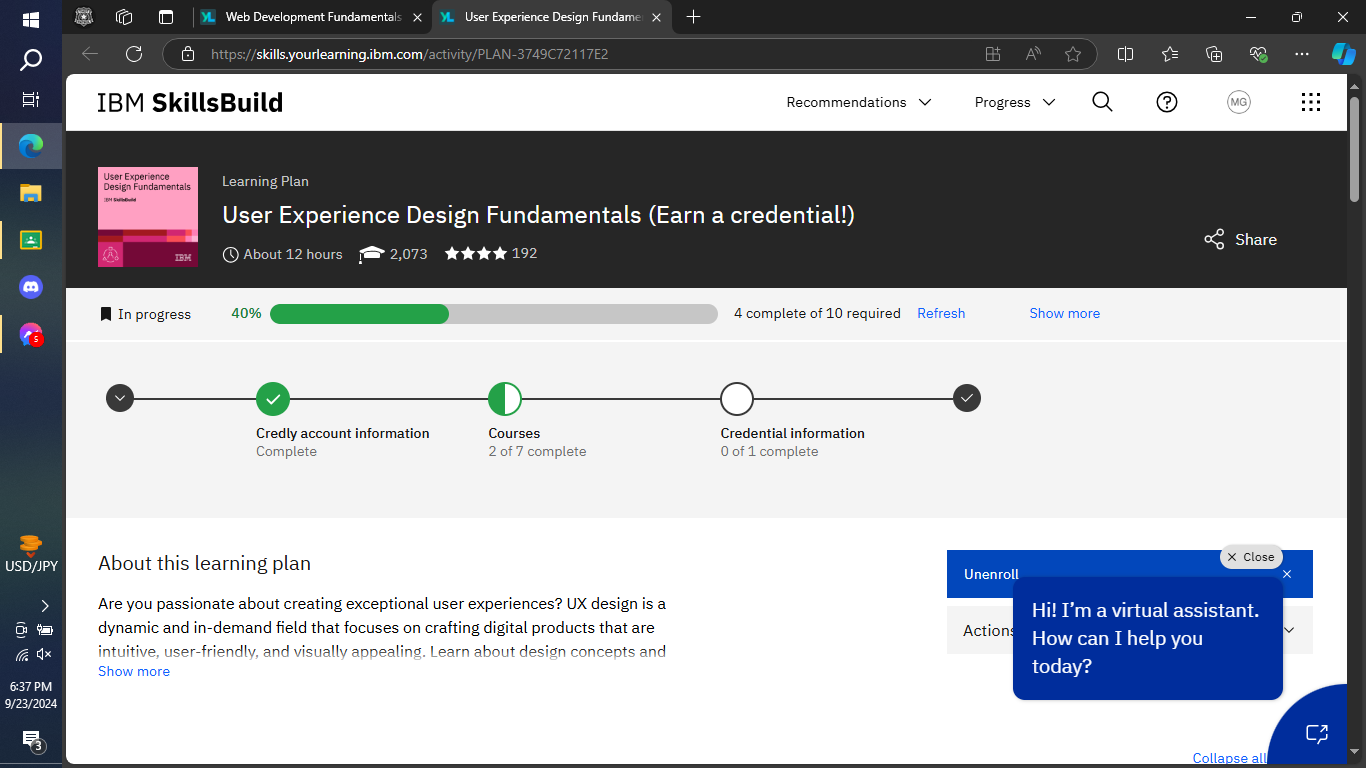 Web Development Fundamentals
User Experience Design Fundame
https://skills.yourlearning.ibm.com/activity/PLAN-3749C72117E2
IBM SkillsBuild
Recommendations
Progress
MG
User Experience
Design Fundamentals
IBM SkillsBuild
IBM
Learning Plan
User Experience Design Fundamentals (Earn a credential!)
About 12 hours
2,073
192
Share
In progress
40%
4 complete of 10 required
Refresh
Show more
Credly account information
Complete
Courses
2 of 7 complete
Credential information
0 of 1 complete
About this learning plan
Are you passionate about creating exceptional user experiences? UX design is a
dynamic and in-demand field that focuses on crafting digital products that are
intuitive, user-friendly, and visually appealing. Learn about design concepts and
Show more
Unenroll
Close
Actions
Hi! I'm a virtual assistant.
How can I help you
today?
Collapse all
5
USD/JPY
6:37 PM
9/23/2024
3